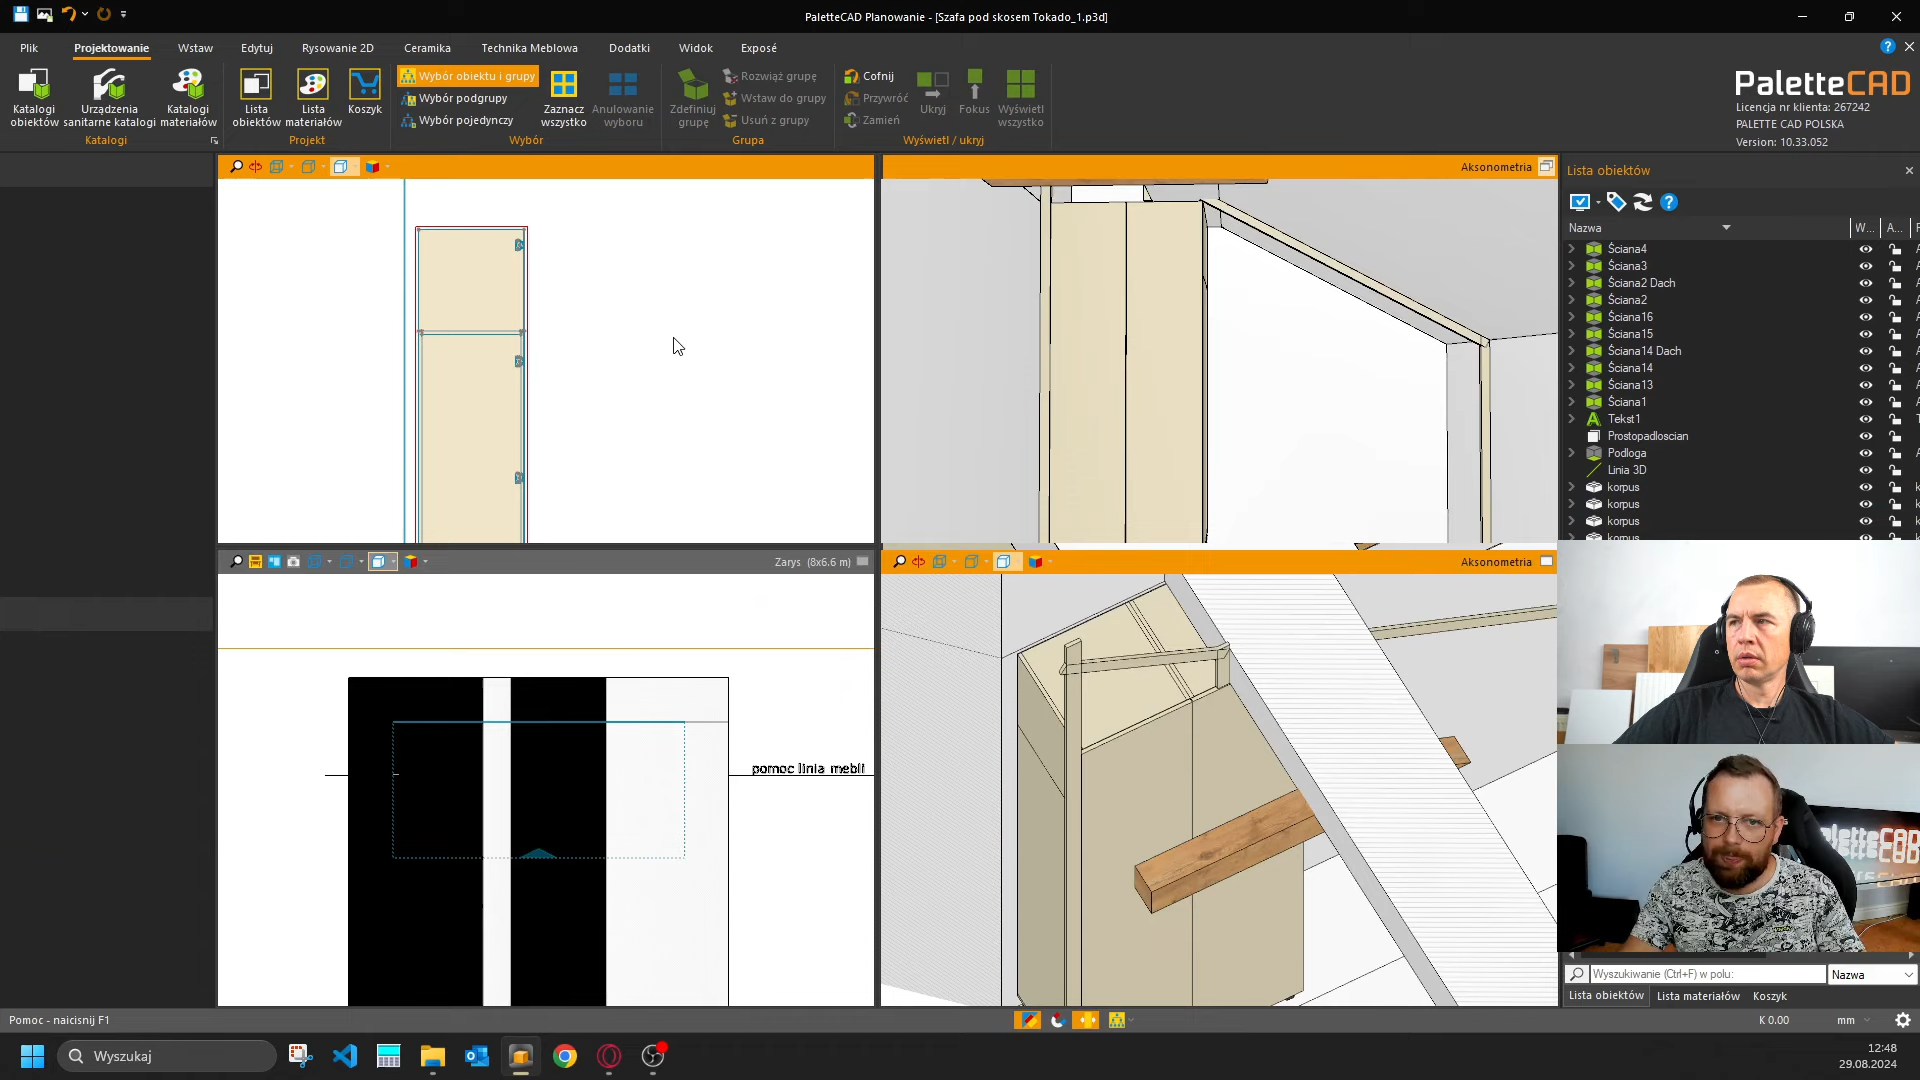 PaletteCAD Planowanie - [Szafa pod skosem Tokado_1.p3d]
Plik Projektowanie Wstaw Edytuj Rysowanie 2D Ceramika Technika Meblowa Dodatki Widok Exposé
Katalogi obiektów
Urządzenia sanitarne katalogi
Katalogi materiałów
Katalogi
Lista obiektów
Lista materiałów
Koszyk
Projekt
Wybór obiektu i grupy
Wybór podgrupy
Wybór pojedynczy
Zaznacz wszystko
Anulowanie wyboru
Wybór
Zdefiniuj grupę
Rozwiąż grupę
Wstaw do grupy
Usuń z grupy
Grupa
Cofnij
Przywróć
Zamień
Ukryj
Fokus
Wyświetl wszystko
Wyświetl / ukryj
PaletteCAD
Licencja nr klienta: 267242
PALETTE CAD POLSKA
Version: 10.33.052
Aksonometria
Lista obiektów
Nazwa W... A...
Ściana4
Ściana3
Ściana2 Dach
Ściana2
Ściana16
Ściana15
Ściana14 Dach
Ściana14
Ściana13
Ściana1
Tekst1
Prostopadloscian
Podloga
Linia 3D
korpus
korpus
korpus
Zarys (8x6.6 m)
Aksonometria
pomoc linia mebli
Wyszukiwanie (Ctrl+F) w polu: Nazwa
Lista obiektów Lista materiałów Koszyk
Pomoc - naicisnij F1
K 0.00 mm
Wyszukaj
12:48
29.08.2024